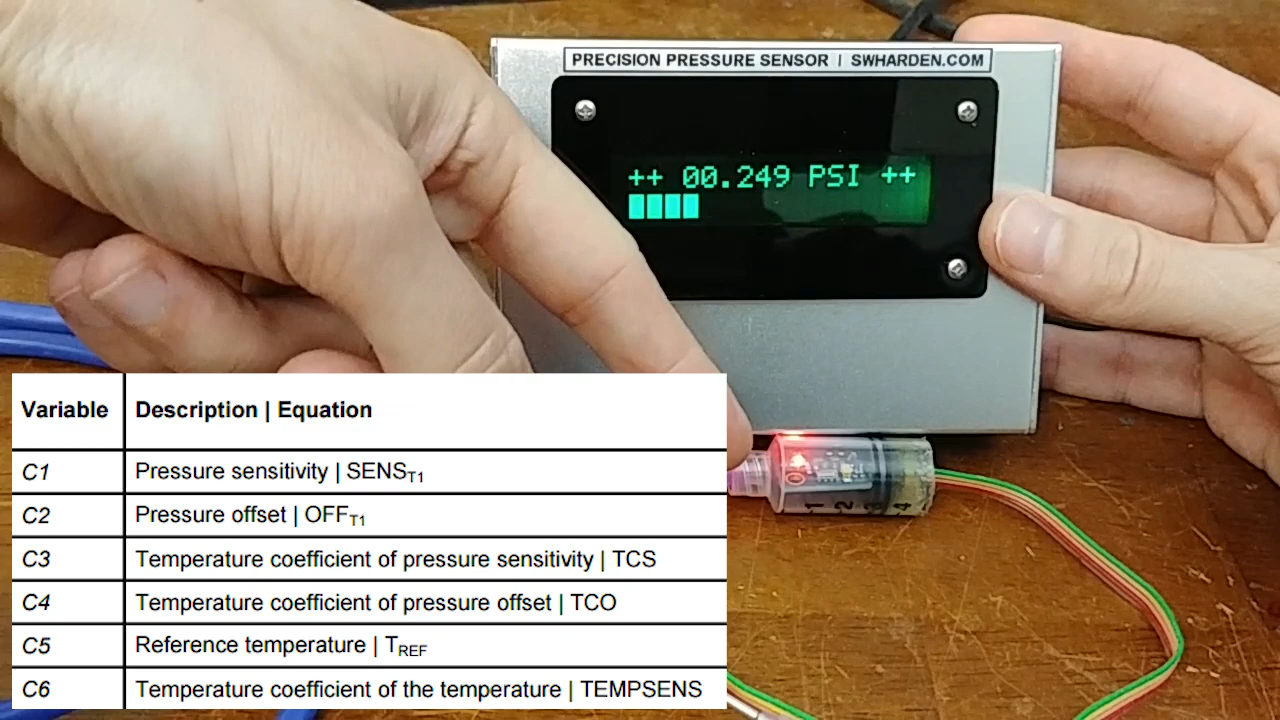 PRECISION PRESSURE SENSOR | SWHARDEN.COM
++ 00.249 PSI ++
Variable Description | Equation
C1 Pressure sensitivity | SENST1
C2 Pressure offset | OFFT1
C3 Temperature coefficient of pressure sensitivity | TCS
C4 Temperature coefficient of pressure offset | TCO
C5 Reference temperature | TREF
C6 Temperature coefficient of the temperature | TEMPSENS